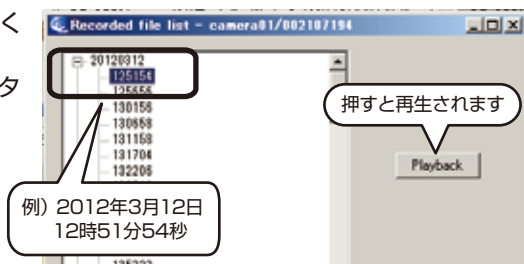 く
タ
Recorded file list - camera01/002107194
20120312
125154
125656
130156
130658
131158
131704
132206
押すと再生されます
Playback
例）2012年3月12日
12時51分54秒